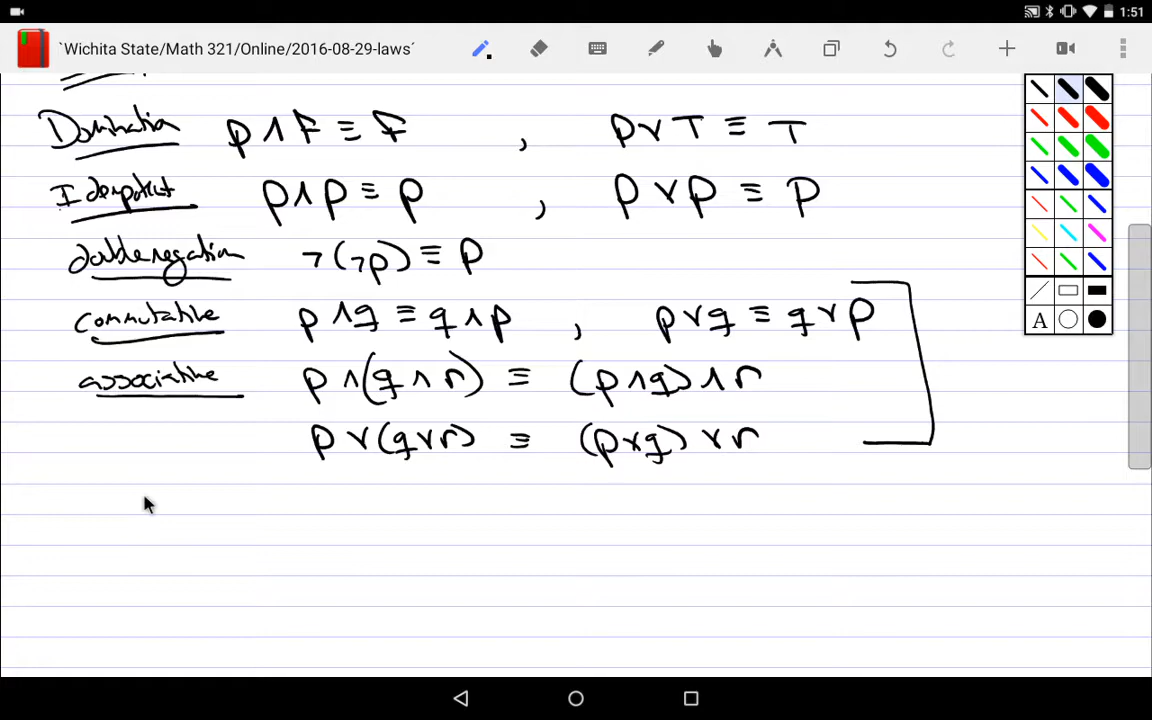 1:51
`Wichita State/Math 321/Online/2016-08-29-laws´
A
Domination p ∧ F ≡ F , p ∨ T ≡ T
Idempotent p ∧ p ≡ p , p ∨ p ≡ p
double negation ¬(¬p) ≡ p
commutative p ∧ q ≡ q ∧ p , p ∨ q ≡ q ∨ p
associative p ∧ (q ∧ r) ≡ (p ∧ q) ∧ r
p ∨ (q ∨ r) ≡ (p ∨ q) ∨ r